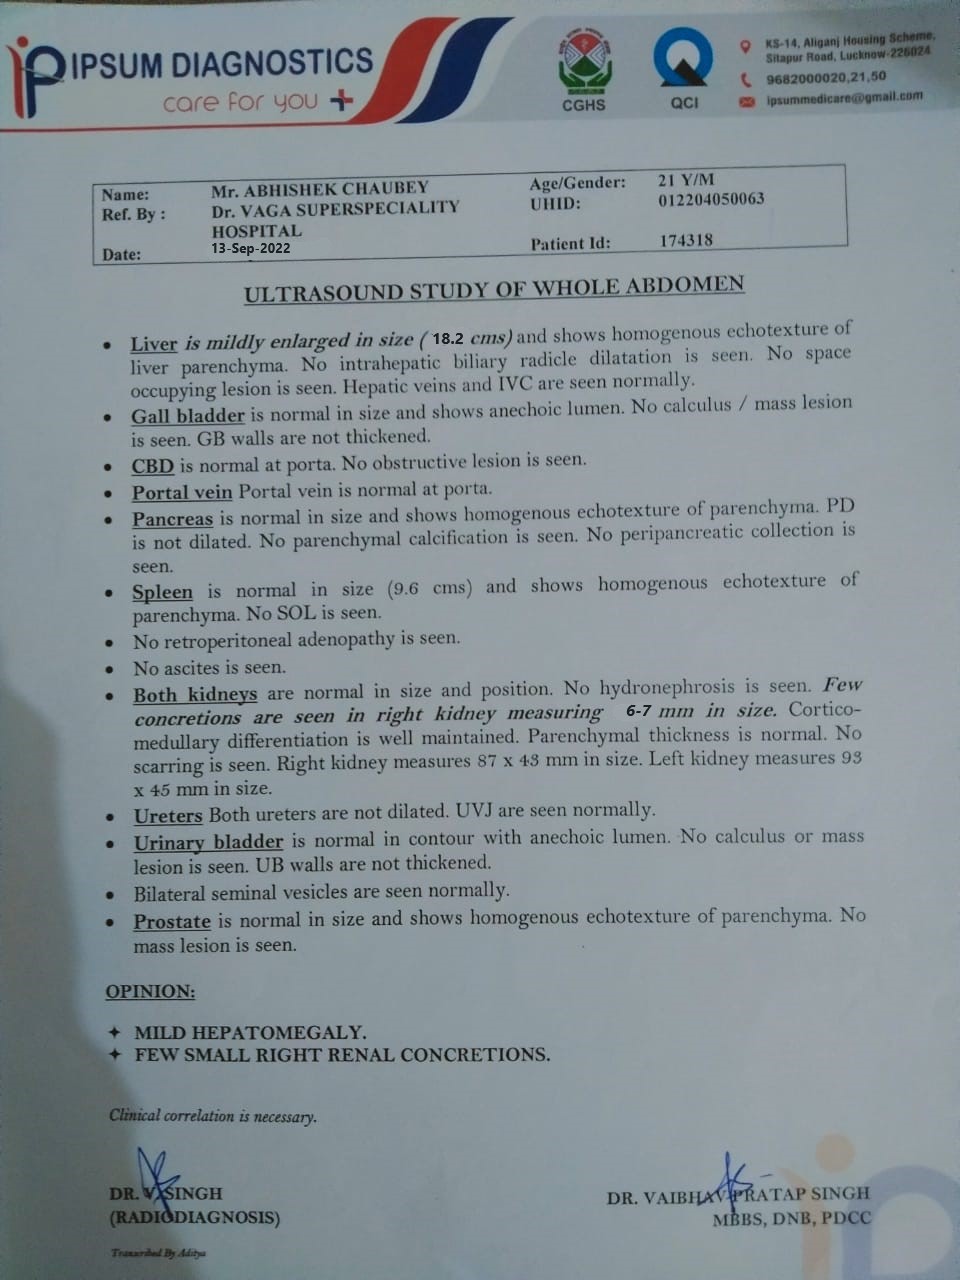 iP IPSUM DIAGNOSTICS
care for you +
CGHS
QCI
KS-14, Aliganj Housing Scheme,
Sitapur Road, Lucknow-226024
9682000020,21,50
ipsummedicare@gmail.com
Name: Mr. ABHISHEK CHAUBEY Age/Gender: 21 Y/M
Ref. By : Dr. VAGA SUPERSPECIALITY UHID: 012204050063
HOSPITAL
Date: 13-Sep-2022 Patient Id: 174318
ULTRASOUND STUDY OF WHOLE ABDOMEN
• Liver is mildly enlarged in size ( 18.2 cms) and shows homogenous echotexture of
liver parenchyma. No intrahepatic biliary radicle dilatation is seen. No space
occupying lesion is seen. Hepatic veins and IVC are seen normally.
• Gall bladder is normal in size and shows anechoic lumen. No calculus / mass lesion
is seen. GB walls are not thickened.
• CBD is normal at porta. No obstructive lesion is seen.
• Portal vein Portal vein is normal at porta.
• Pancreas is normal in size and shows homogenous echotexture of parenchyma. PD
is not dilated. No parenchymal calcification is seen. No peripancreatic collection is
seen.
• Spleen is normal in size (9.6 cms) and shows homogenous echotexture of
parenchyma. No SOL is seen.
• No retroperitoneal adenopathy is seen.
• No ascites is seen.
• Both kidneys are normal in size and position. No hydronephrosis is seen. Few
concretions are seen in right kidney measuring 6-7 mm in size. Cortico-
medullary differentiation is well maintained. Parenchymal thickness is normal. No
scarring is seen. Right kidney measures 87 x 43 mm in size. Left kidney measures 93
x 45 mm in size.
• Ureters Both ureters are not dilated. UVJ are seen normally.
• Urinary bladder is normal in contour with anechoic lumen. No calculus or mass
lesion is seen. UB walls are not thickened.
• Bilateral seminal vesicles are seen normally.
• Prostate is normal in size and shows homogenous echotexture of parenchyma. No
mass lesion is seen.
OPINION:
✦ MILD HEPATOMEGALY.
✦ FEW SMALL RIGHT RENAL CONCRETIONS.
Clinical correlation is necessary.
DR. V. SINGH DR. VAIBHAV PRATAP SINGH
(RADIODIAGNOSIS) MBBS, DNB, PDCC
Transcribed By Aditya